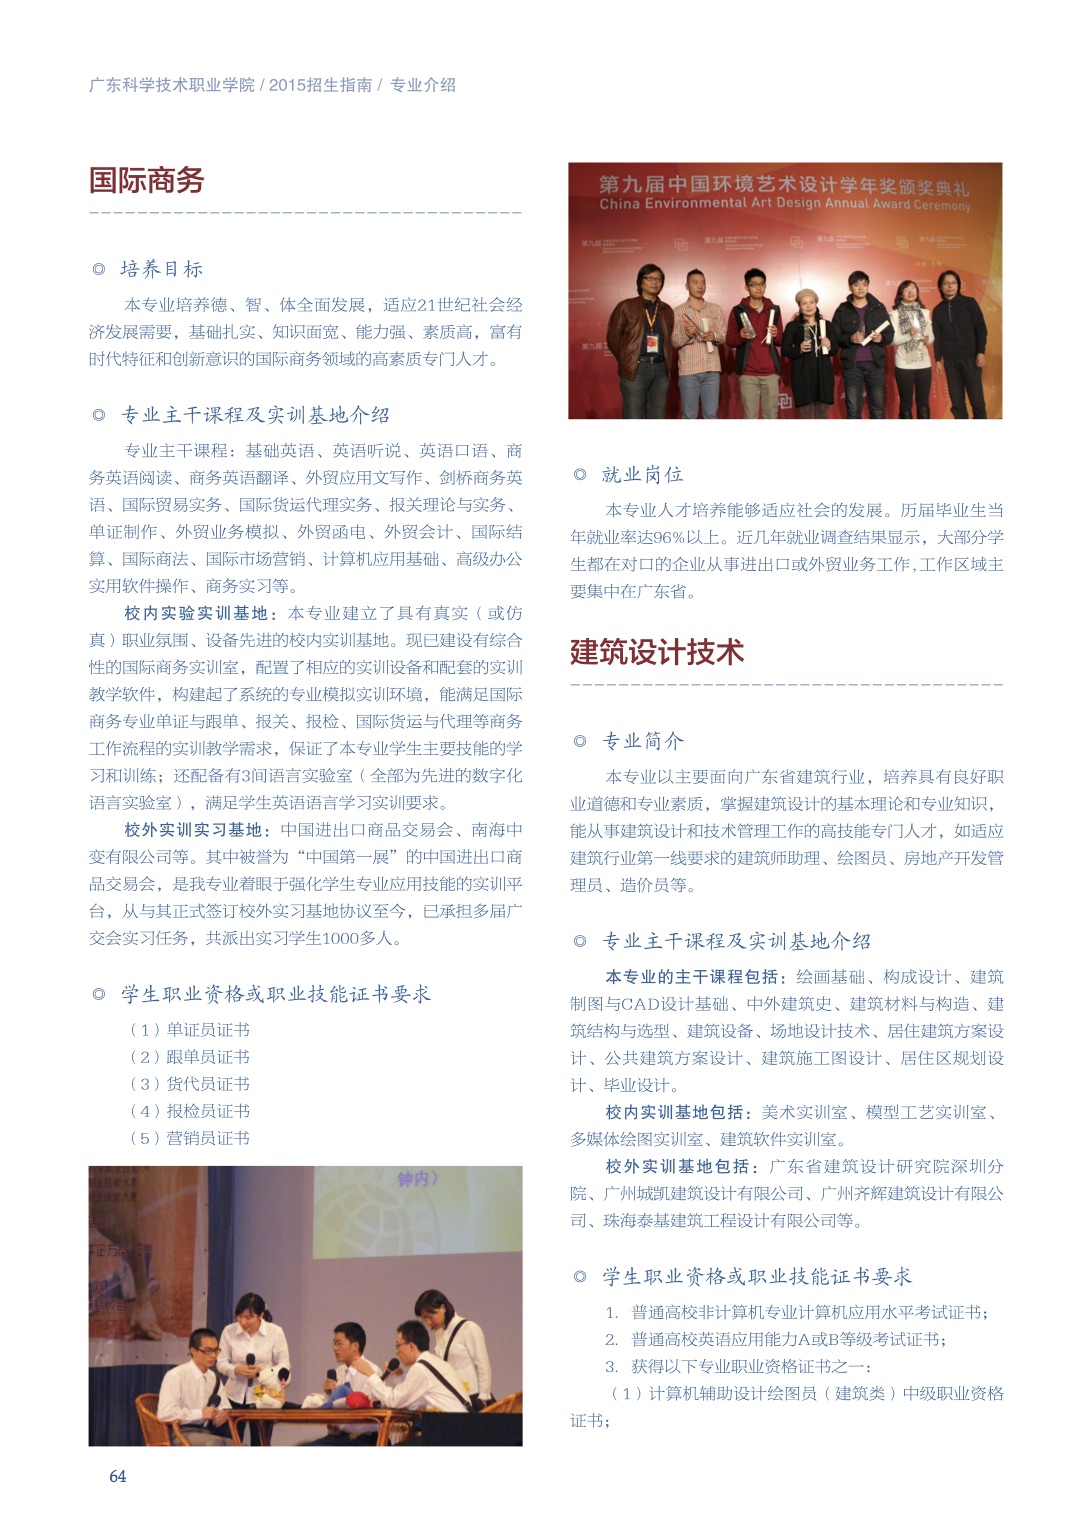 广东科学技术职业学院 / 2015招生指南 / 专业介绍
国际商务
◎ 培养目标
本专业培养德、智、体全面发展，适应21世纪社会经
济发展需要，基础扎实、知识面宽、能力强、素质高，富有
时代特征和创新意识的国际商务领域的高素质专门人才。
◎ 专业主干课程及实训基地介绍
专业主干课程：基础英语、英语听说、英语口语、商
务英语阅读、商务英语翻译、外贸应用文写作、剑桥商务英
语、国际贸易实务、国际货运代理实务、报关理论与实务、
单证制作、外贸业务模拟、外贸函电、外贸会计、国际结
算、国际商法、国际市场营销、计算机应用基础、高级办公
实用软件操作、商务实习等。
校内实验实训基地：本专业建立了具有真实（或仿
真）职业氛围、设备先进的校内实训基地。现已建设有综合
性的国际商务实训室，配置了相应的实训设备和配套的实训
教学软件，构建起了系统的专业模拟实训环境，能满足国际
商务专业单证与跟单、报关、报检、国际货运与代理等商务
工作流程的实训教学需求，保证了本专业学生主要技能的学
习和训练；还配备有3间语言实验室（全部为先进的数字化
语言实验室），满足学生英语语言学习实训要求。
校外实训实习基地：中国进出口商品交易会、南海中
变有限公司等。其中被誉为“中国第一展”的中国进出口商
品交易会，是我专业着眼于强化学生专业应用技能的实训平
台，从与其正式签订校外实习基地协议至今，已承担多届广
交会实习任务，共派出实习学生1000多人。
◎ 学生职业资格或职业技能证书要求
（1）单证员证书
（2）跟单员证书
（3）货代员证书
（4）报检员证书
（5）营销员证书
钟内）
64
第九届中国环境艺术设计学年奖颁奖典礼
China Environmental Art Design Annual Award Ceremony
第九届
第九届
第九届
第九届
◎ 就业岗位
本专业人才培养能够适应社会的发展。历届毕业生当
年就业率达96%以上。近几年就业调查结果显示，大部分学
生都在对口的企业从事进出口或外贸业务工作,工作区域主
要集中在广东省。
建筑设计技术
◎ 专业简介
本专业以主要面向广东省建筑行业，培养具有良好职
业道德和专业素质，掌握建筑设计的基本理论和专业知识，
能从事建筑设计和技术管理工作的高技能专门人才，如适应
建筑行业第一线要求的建筑师助理、绘图员、房地产开发管
理员、造价员等。
◎ 专业主干课程及实训基地介绍
本专业的主干课程包括：绘画基础、构成设计、建筑
制图与CAD设计基础、中外建筑史、建筑材料与构造、建
筑结构与选型、建筑设备、场地设计技术、居住建筑方案设
计、公共建筑方案设计、建筑施工图设计、居住区规划设
计、毕业设计。
校内实训基地包括：美术实训室、模型工艺实训室、
多媒体绘图实训室、建筑软件实训室。
校外实训基地包括：广东省建筑设计研究院深圳分
院、广州城凯建筑设计有限公司、广州齐辉建筑设计有限公
司、珠海泰基建筑工程设计有限公司等。
◎ 学生职业资格或职业技能证书要求
1. 普通高校非计算机专业计算机应用水平考试证书；
2. 普通高校英语应用能力A或B等级考试证书；
3. 获得以下专业职业资格证书之一：
（1）计算机辅助设计绘图员（建筑类）中级职业资格
证书；